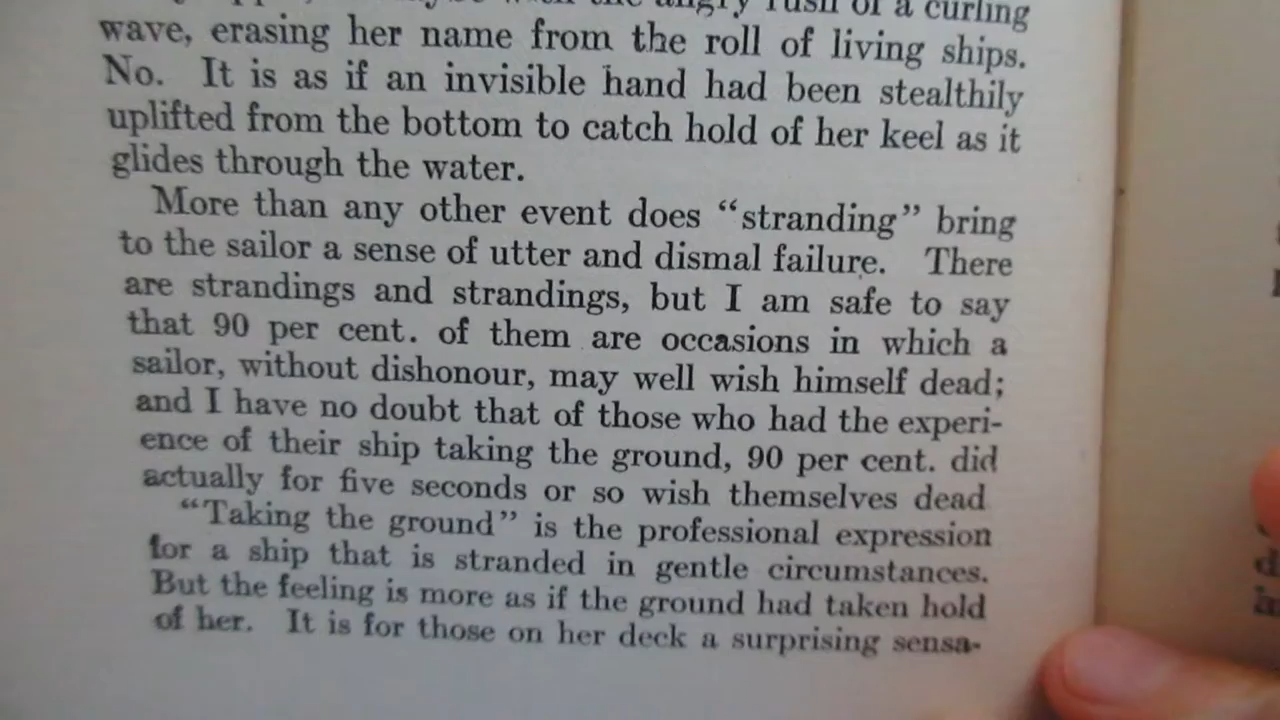 the angry rush of a curling
wave, erasing her name from the roll of living ships.
No. It is as if an invisible hand had been stealthily
uplifted from the bottom to catch hold of her keel as it
glides through the water.
More than any other event does “stranding” bring
to the sailor a sense of utter and dismal failure. There
are strandings and strandings, but I am safe to say
that 90 per cent. of them are occasions in which a
sailor, without dishonour, may well wish himself dead;
and I have no doubt that of those who had the experi-
ence of their ship taking the ground, 90 per cent. did
actually for five seconds or so wish themselves dead
“Taking the ground” is the professional expression
for a ship that is stranded in gentle circumstances.
But the feeling is more as if the ground had taken hold
of her. It is for those on her deck a surprising sensa-